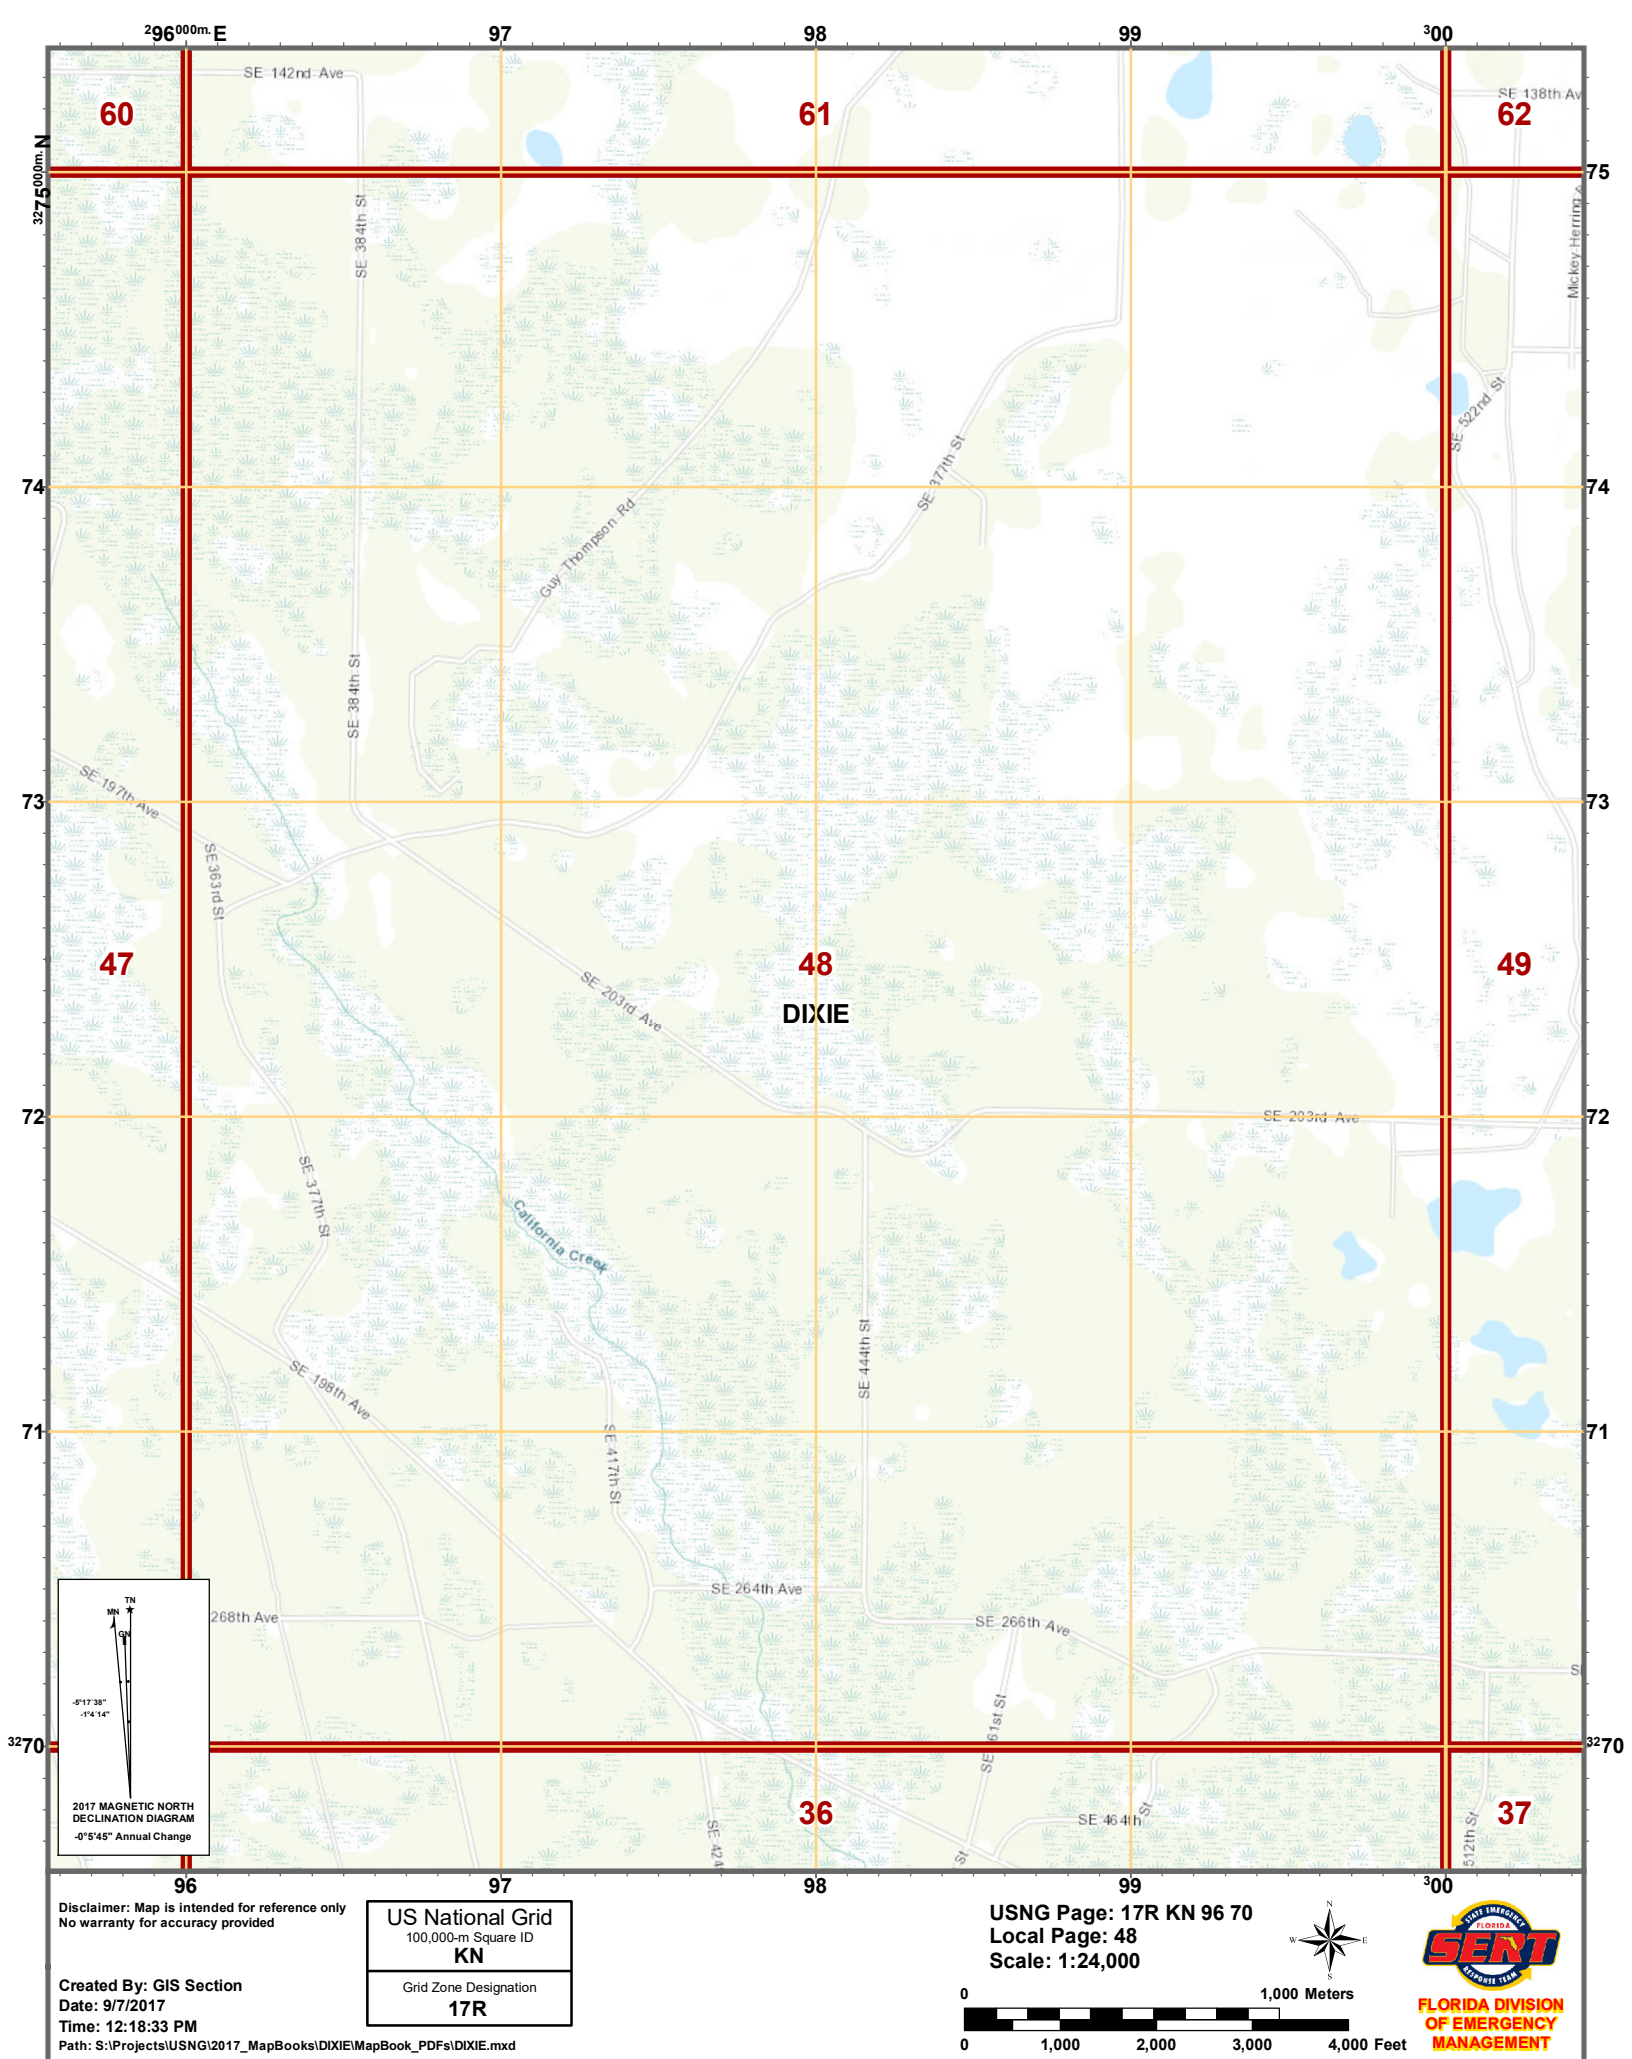 296000m. E 97 98 99 300
SE 142nd Ave
SE 138th Av
60 61 62
3275000m. N
75
Mickey Herring
SE 384th St
SE 522nd St
SE 377th St
74 74
Guy Thompson Rd
SE 384th St
SE 197th Ave
73 73
SE 363rd St
47 48 49
SE 203rd Ave
DIXIE
72 72
SE 203rd Ave
SE 377th St
California Creek
SE 444th St
SE 198th Ave
71 71
SE 417th St
SE 264th Ave
268th Ave
SE 266th Ave
S
TN
MN
GN
-5°17'38"
-1°4'14"
2017 MAGNETIC NORTH
DECLINATION DIAGRAM
-0°5'45" Annual Change
61st St
3270 3270
36 37
SE 464th St
SE 424
St
512th St
96 97 98 99 300
Disclaimer: Map is intended for reference only
No warranty for accuracy provided
Created By: GIS Section
Date: 9/7/2017
Time: 12:18:33 PM
Path: S:\Projects\USNG\2017_MapBooks\DIXIE\MapBook_PDFs\DIXIE.mxd
US National Grid
100,000-m Square ID
KN
Grid Zone Designation
17R
USNG Page: 17R KN 96 70
Local Page: 48
Scale: 1:24,000
0 1,000 Meters
0 1,000 2,000 3,000 4,000 Feet
N
W E
S
STATE EMERGENCY
FLORIDA
SERT
RESPONSE TEAM
FLORIDA DIVISION
OF EMERGENCY
MANAGEMENT